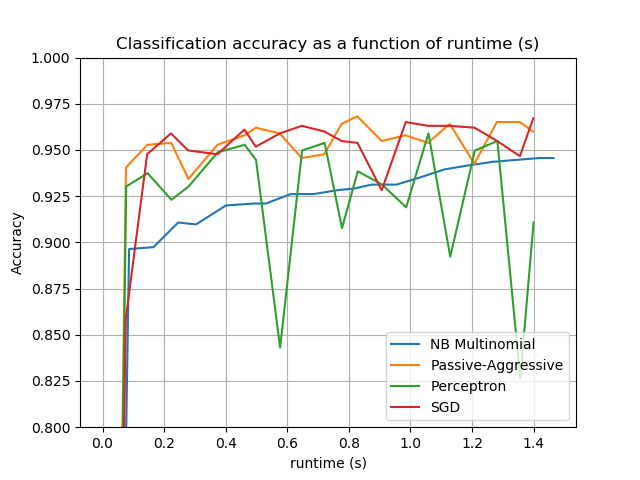 Classification accuracy as a function of runtime (s)
1.000
0.975
0.950
0.925
0.900
0.875
0.850
0.825
0.800
Accuracy
NB Multinomial
Passive-Aggressive
Perceptron
SGD
0.0 0.2 0.4 0.6 0.8 1.0 1.2 1.4
runtime (s)